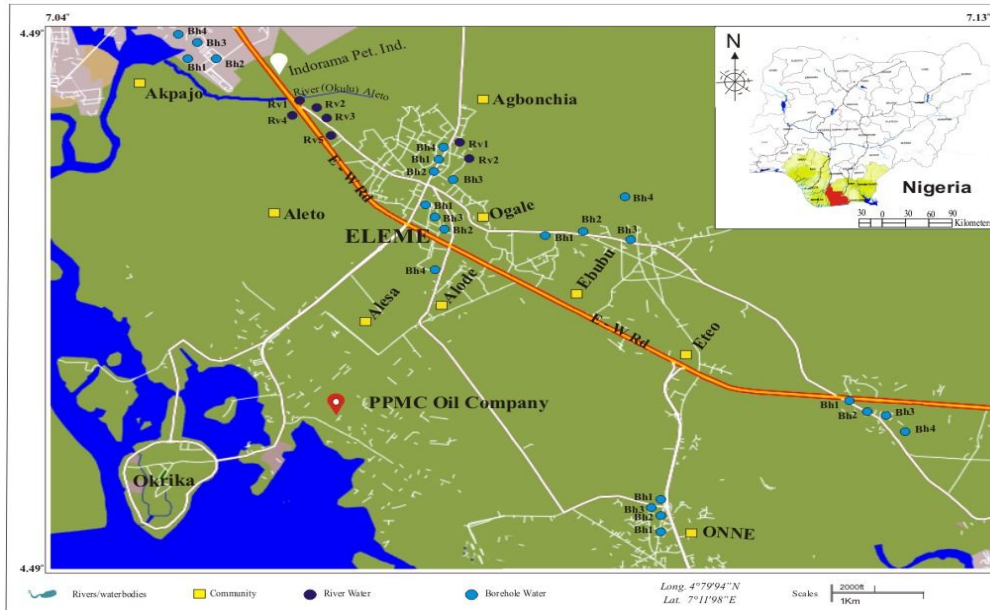 7.04°
7.13°
4.49°
Bh4
Bh3
Bh1
Bh2
Indorama Pet. Ind.
N
Akpajo
River (Okulu) Aleto
Rv1
Rv2
Rv4
Rv3
Rv5
Agbonchia
Bh4
Rv1
Bh1
Rv2
Bh2
Bh3
E - W Rd
Nigeria
30 0 30 60 90
Kilometers
Aleto
Bh1
Bh3
Bh2
Ogale
ELEME
Bh4
Bh2
Bh1
Bh3
Bh4
Alesa
Alode
Ebubu
E - W Rd
Eteo
PPMC Oil Company
Bh1
Bh2
Bh3
Bh4
Okrika
Bh1
Bh3
Bh2
Bh1
ONNE
4.49°
Rivers/waterbodies
Community
River Water
Borehole Water
Long. 4°79'94"N
Lat. 7°11'98"N
Scales
2000ft
1Km